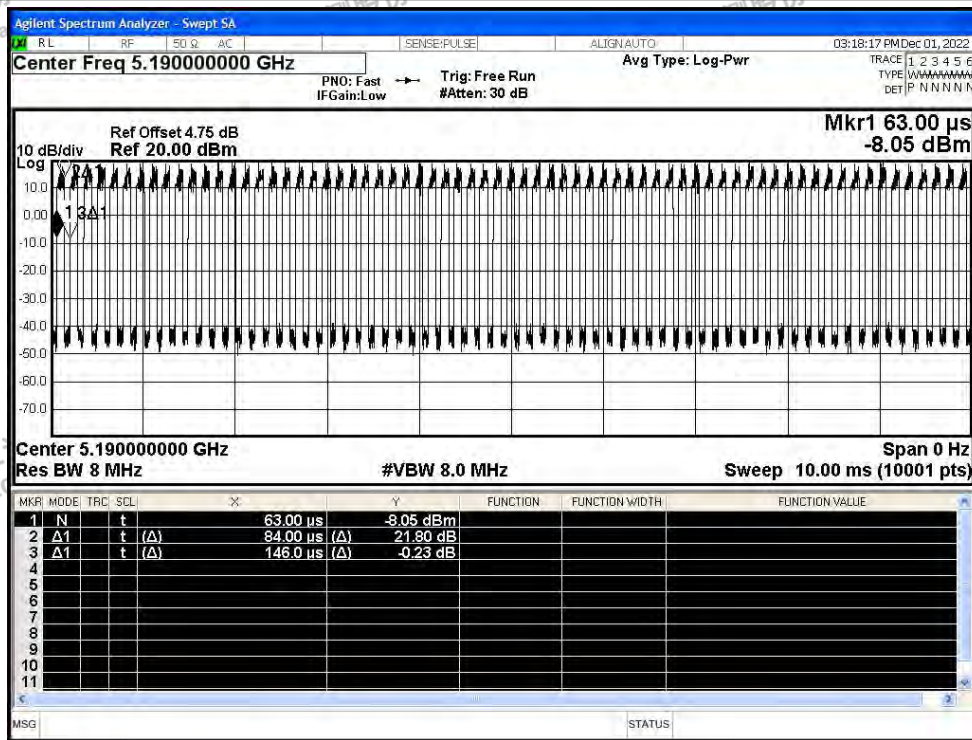 Agilent Spectrum Analyzer - Swept SA
LXI RL RF 50 Ω AC SENSE:PULSE ALIGNAUTO 03:18:17 PM Dec 01, 2022
Center Freq 5.190000000 GHz Avg Type: Log-Pwr TRACE 1 2 3 4 5 6
PNO: Fast Trig: Free Run TYPE WWWWWW
IFGain:Low #Atten: 30 dB DET P N N N N N
Mkr1 63.00 µs
-8.05 dBm
Ref Offset 4.75 dB
10 dB/div Ref 20.00 dBm
Log
10.0
0.00
1 3Δ1
-10.0
-20.0
-30.0
-40.0
-50.0
-60.0
-70.0
Center 5.190000000 GHz Span 0 Hz
Res BW 8 MHz #VBW 8.0 MHz Sweep 10.00 ms (10001 pts)
MKR MODE TRC SCL X Y FUNCTION FUNCTION WIDTH FUNCTION VALUE
1 N t 63.00 µs -8.05 dBm
2 Δ1 t (Δ) 84.00 µs (Δ) 21.80 dB
3 Δ1 t (Δ) 146.0 µs (Δ) -0.23 dB
4
5
6
7
8
9
10
11
MSG STATUS